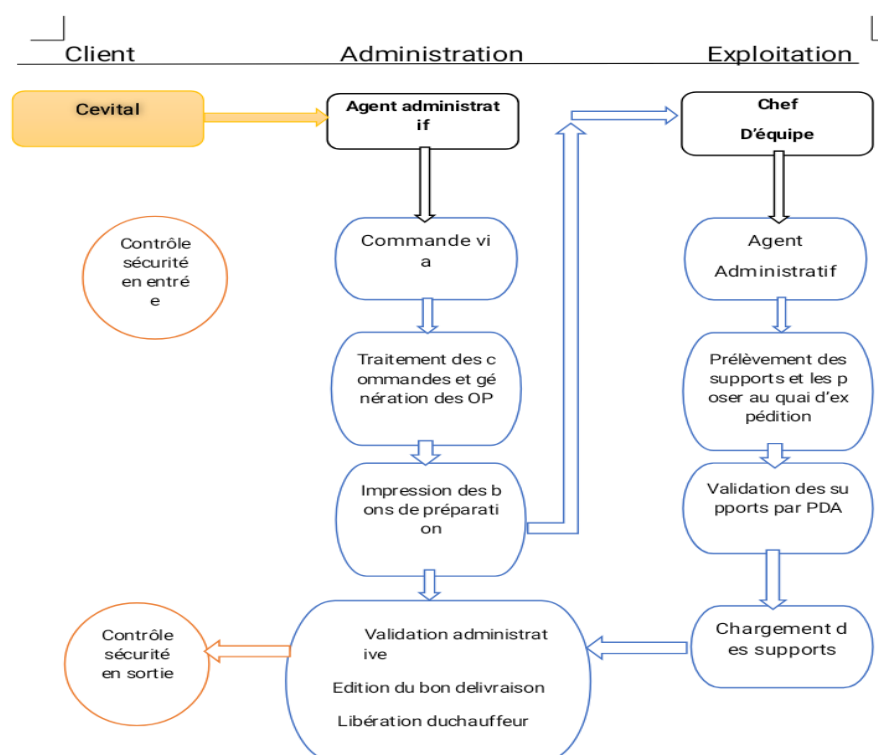 Client
Administration
Exploitation
Cevital
Agent administrat
if
Chef
D'équipe
Contrôle
sécurité
en entré
e
Commande vi
a
Agent
Administratif
Traitement des c
ommandes et gé
nération des OP
Prélèvement des
supports et les p
oser au quai d'ex
pédition
Impression des b
ons de préparati
on
Validation des su
pports par PDA
Contrôle
sécurité
en sortie
Validation administrat
ive
Edition du bon delivraison
Libération duchauffeur
Chargement d
es supports